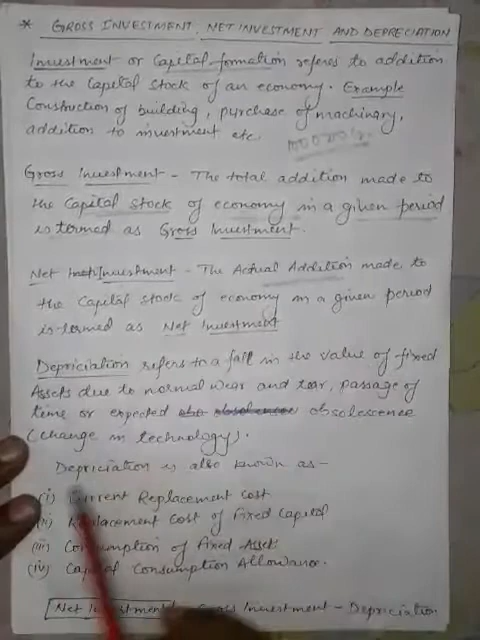 * GROSS INVESTMENT, NET INVESTMENT AND DEPRECIATION
Investment or Capital formation referes to addition
to the Capital Stock of an economy. Example
Construction of building, purchase of machinary,
addition to investment etc.
Gross Investment - The total addition made to
the Capital Stock of economy in a given period
is termed as Gross Investment.
Net Investment - The Actual Addition made to
the Capital Stock of economy in a given period
is termed as Net Investment
Depriciation refers to a fall in the value of fixed
Assets due to normal wear and tear, passage of
time or expected obsolescence
(change in technology).
Depriciation is also known as -
(i) Current Replacement Cost
(ii) Replacement Cost of Fixed Capital
(iii) Consumption of Fixed Asset
(iv) Capital Consumption Allowance.
Net Investment = Gross Investment - Depriciation